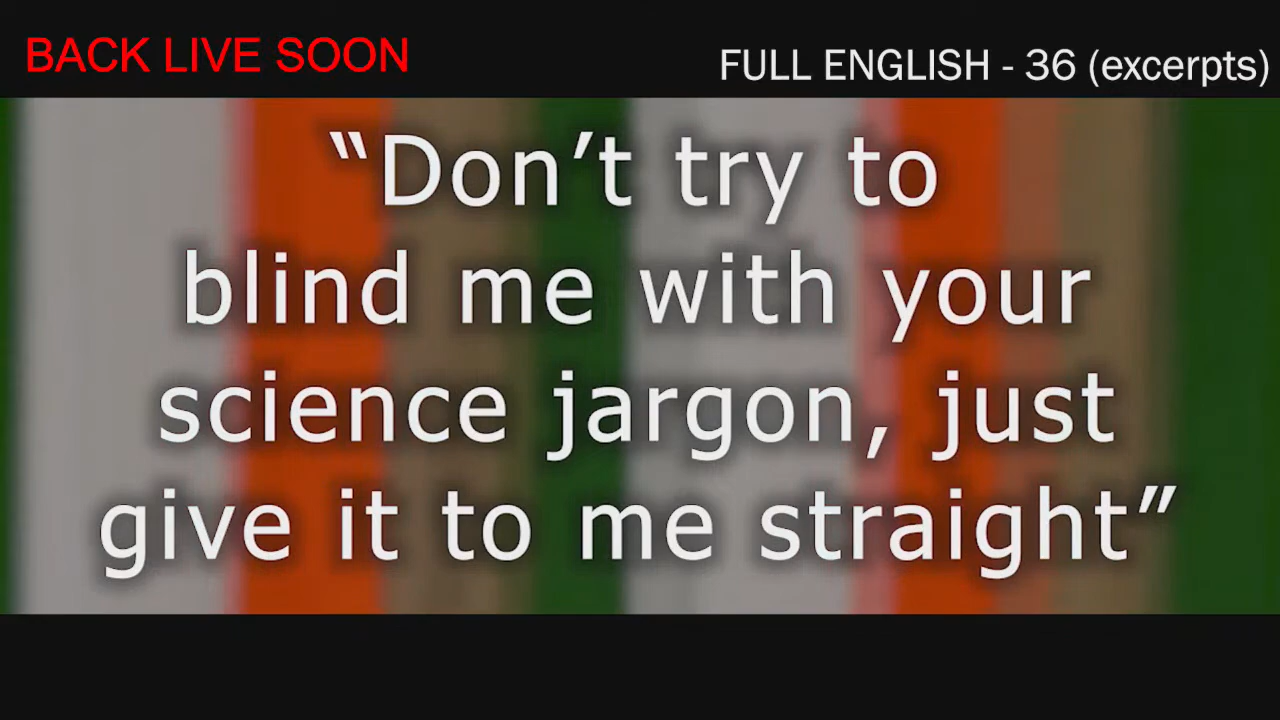 BACK LIVE SOON
FULL ENGLISH - 36 (excerpts)
“Don’t try to
blind me with your
science jargon, just
give it to me straight”